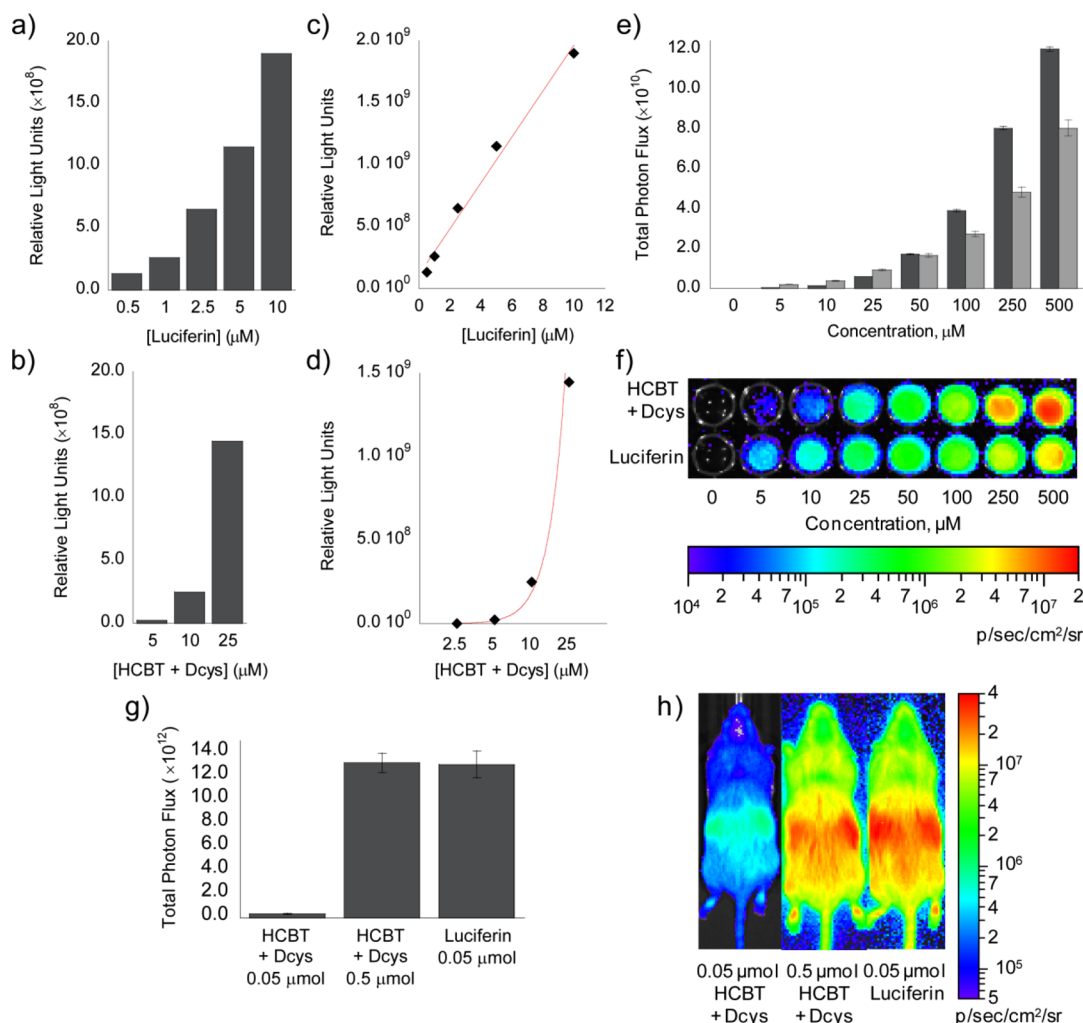 a)
20.0
15.0
10.0
5.0
0.0
Relative Light Units (×10⁸)
0.5 1 2.5 5 10
[Luciferin] (μM)
c)
2.0 10⁹
1.5 10⁹
1.0 10⁹
5.0 10⁸
0.0 10⁰
Relative Light Units
2 4 6 8 10 12
[Luciferin] (μM)
e)
12.0
8.0
6.0
4.0
2.0
0.0
Total Photon Flux (×10¹⁰)
0 5 10 25 50 100 250 500
Concentration, μM
b)
20.0
15.0
10.0
5.0
0.0
Relative Light Units (×10⁸)
5 10 25
[HCBT + Dcys] (μM)
d)
1.5 10⁹
1.0 10⁹
5.0 10⁸
0.0 10⁰
Relative Light Units
2.5 5 10 25
[HCBT + Dcys] (μM)
f)
HCBT
+ Dcys
Luciferin
0 5 10 25 50 100 250 500
Concentration, μM
10⁴ 2 4 7 10⁵ 2 4 7 10⁶ 2 4 7 10⁷ 2
p/sec/cm²/sr
g)
14.0
12.0
10.0
8.0
6.0
4.0
2.0
0.0
Total Photon Flux (×10¹²)
HCBT HCBT Luciferin
+ Dcys + Dcys 0.05 μmol
0.05 μmol 0.5 μmol
h)
4
2
10⁷
7
4
2
10⁶
7
4
2
10⁵
5
0.05 μmol 0.5 μmol 0.05 μmol
HCBT HCBT Luciferin
+ Dcys + Dcys p/sec/cm²/sr